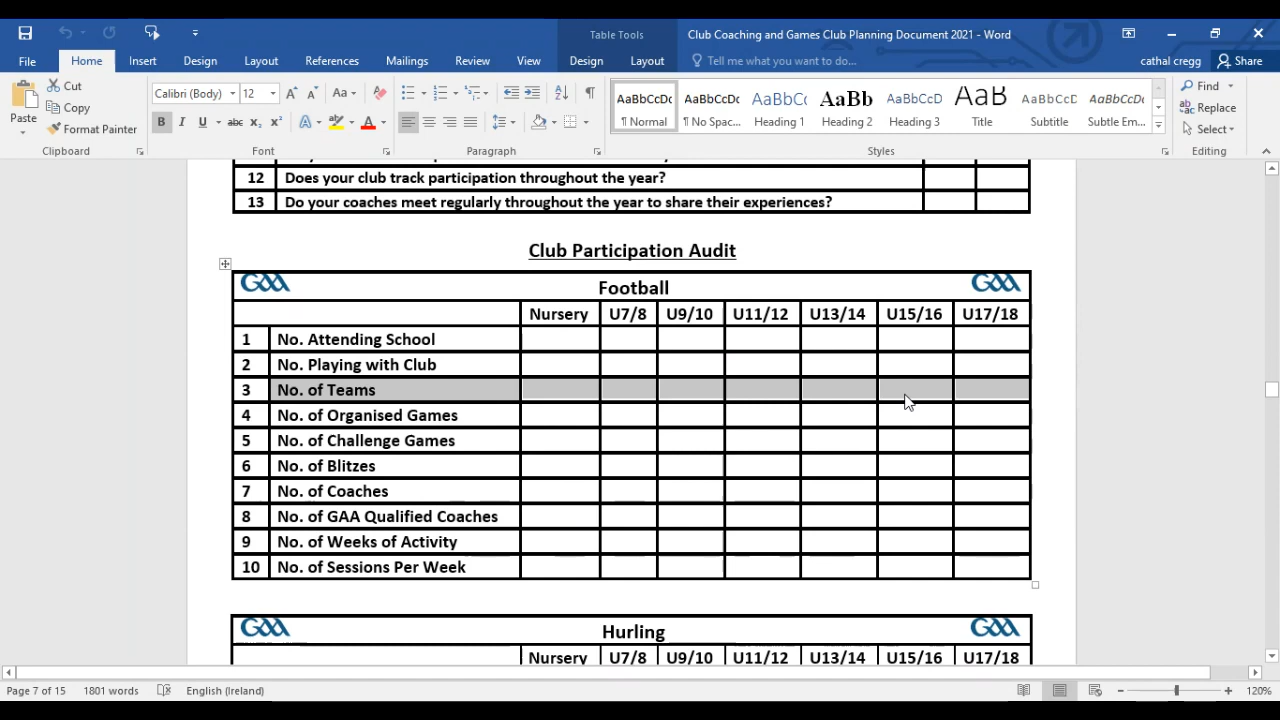 Table Tools
Club Coaching and Games Club Planning Document 2021 - Word
File Home Insert Design Layout References Mailings Review View Design Layout Tell me what you want to do... cathal cregg Share
Paste
Cut
Copy
Format Painter
Clipboard
Calibri (Body) 12 A A Aa
B I U abc x₂ x² A A
Font
Paragraph
AaBbCcDc AaBbCcDc AaBbCc AaBb AaBbCcD AaB AaBbCcD AaBbCcDc
¶ Normal ¶ No Spac... Heading 1 Heading 2 Heading 3 Title Subtitle Subtle Em...
Styles
Find
Replace
Select
Editing
12 Does your club track participation throughout the year?
13 Do your coaches meet regularly throughout the year to share their experiences?
Club Participation Audit
GAA Football GAA
Nursery U7/8 U9/10 U11/12 U13/14 U15/16 U17/18
1 No. Attending School
2 No. Playing with Club
3 No. of Teams
4 No. of Organised Games
5 No. of Challenge Games
6 No. of Blitzes
7 No. of Coaches
8 No. of GAA Qualified Coaches
9 No. of Weeks of Activity
10 No. of Sessions Per Week
GAA Hurling GAA
Nursery U7/8 U9/10 U11/12 U13/14 U15/16 U17/18
Page 7 of 15 1801 words English (Ireland) 120%